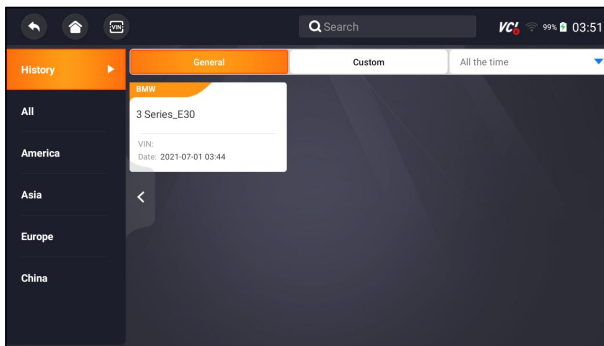 VIN
Search
VCI
99%
03:51
History
General
Custom
All the time
BMW
3 Series_E30
VIN:
Date: 2021-07-01 03:44
All
America
Asia
Europe
China